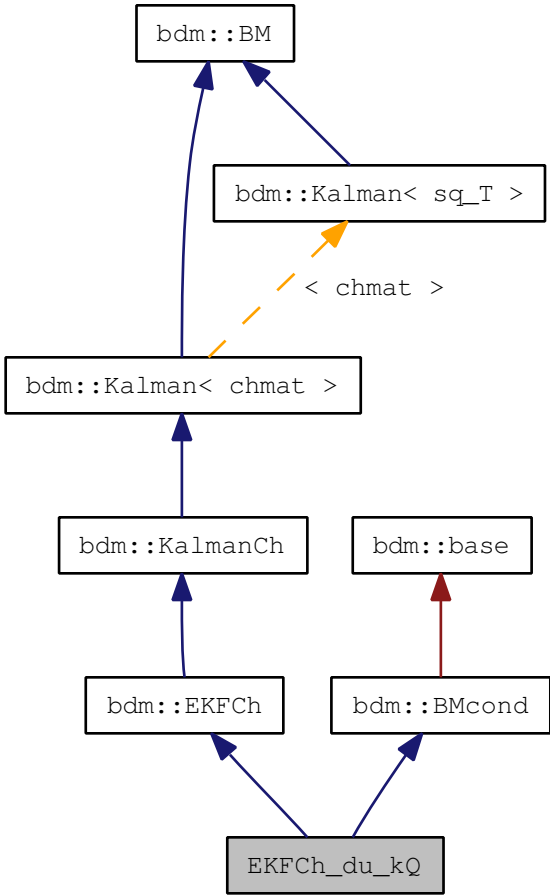 bdm::BM
bdm::Kalman< sq_T >
< chmat >
bdm::Kalman< chmat >
bdm::KalmanCh
bdm::base
bdm::EKFCh
bdm::BMcond
EKFCh_du_kQ